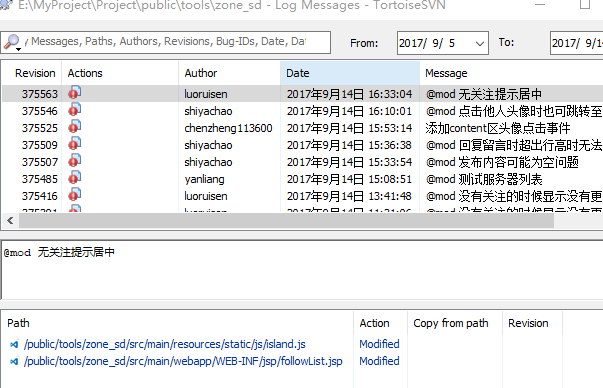 E:\MyProject\Project\public\tools\zone_sd - Log Messages - TortoiseSVN
Messages, Paths, Authors, Revisions, Bug-IDs, Date, Da
From: 2017/ 9/ 5 To: 2017/ 9/1
Revision Actions Author Date Message
375563 luoruisen 2017年9月14日 16:33:04 @mod 无关注提示居中
375546 shiyachao 2017年9月14日 16:10:01 @mod 点击他人头像时也可跳转至
375525 chenzheng113600 2017年9月14日 15:53:14 添加content区头像点击事件
375509 shiyachao 2017年9月14日 15:36:38 @mod 回复留言时超出行高时无法
375507 shiyachao 2017年9月14日 15:33:54 @mod 发布内容可能为空问题
375485 yanliang 2017年9月14日 15:08:51 @mod 测试服务器列表
375416 luoruisen 2017年9月14日 13:41:48 @mod 没有关注的时候显示没有更
@mod 无关注提示居中
Path Action Copy from path Revision
/public/tools/zone_sd/src/main/resources/static/js/island.js Modified
/public/tools/zone_sd/src/main/webapp/WEB-INF/jsp/followList.jsp Modified